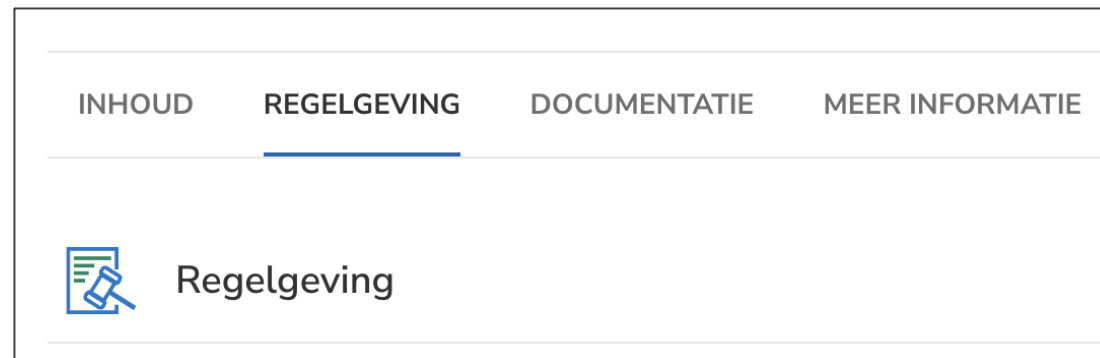 INHOUD REGELGEVING DOCUMENTATIE MEER INFORMATIE
Regelgeving